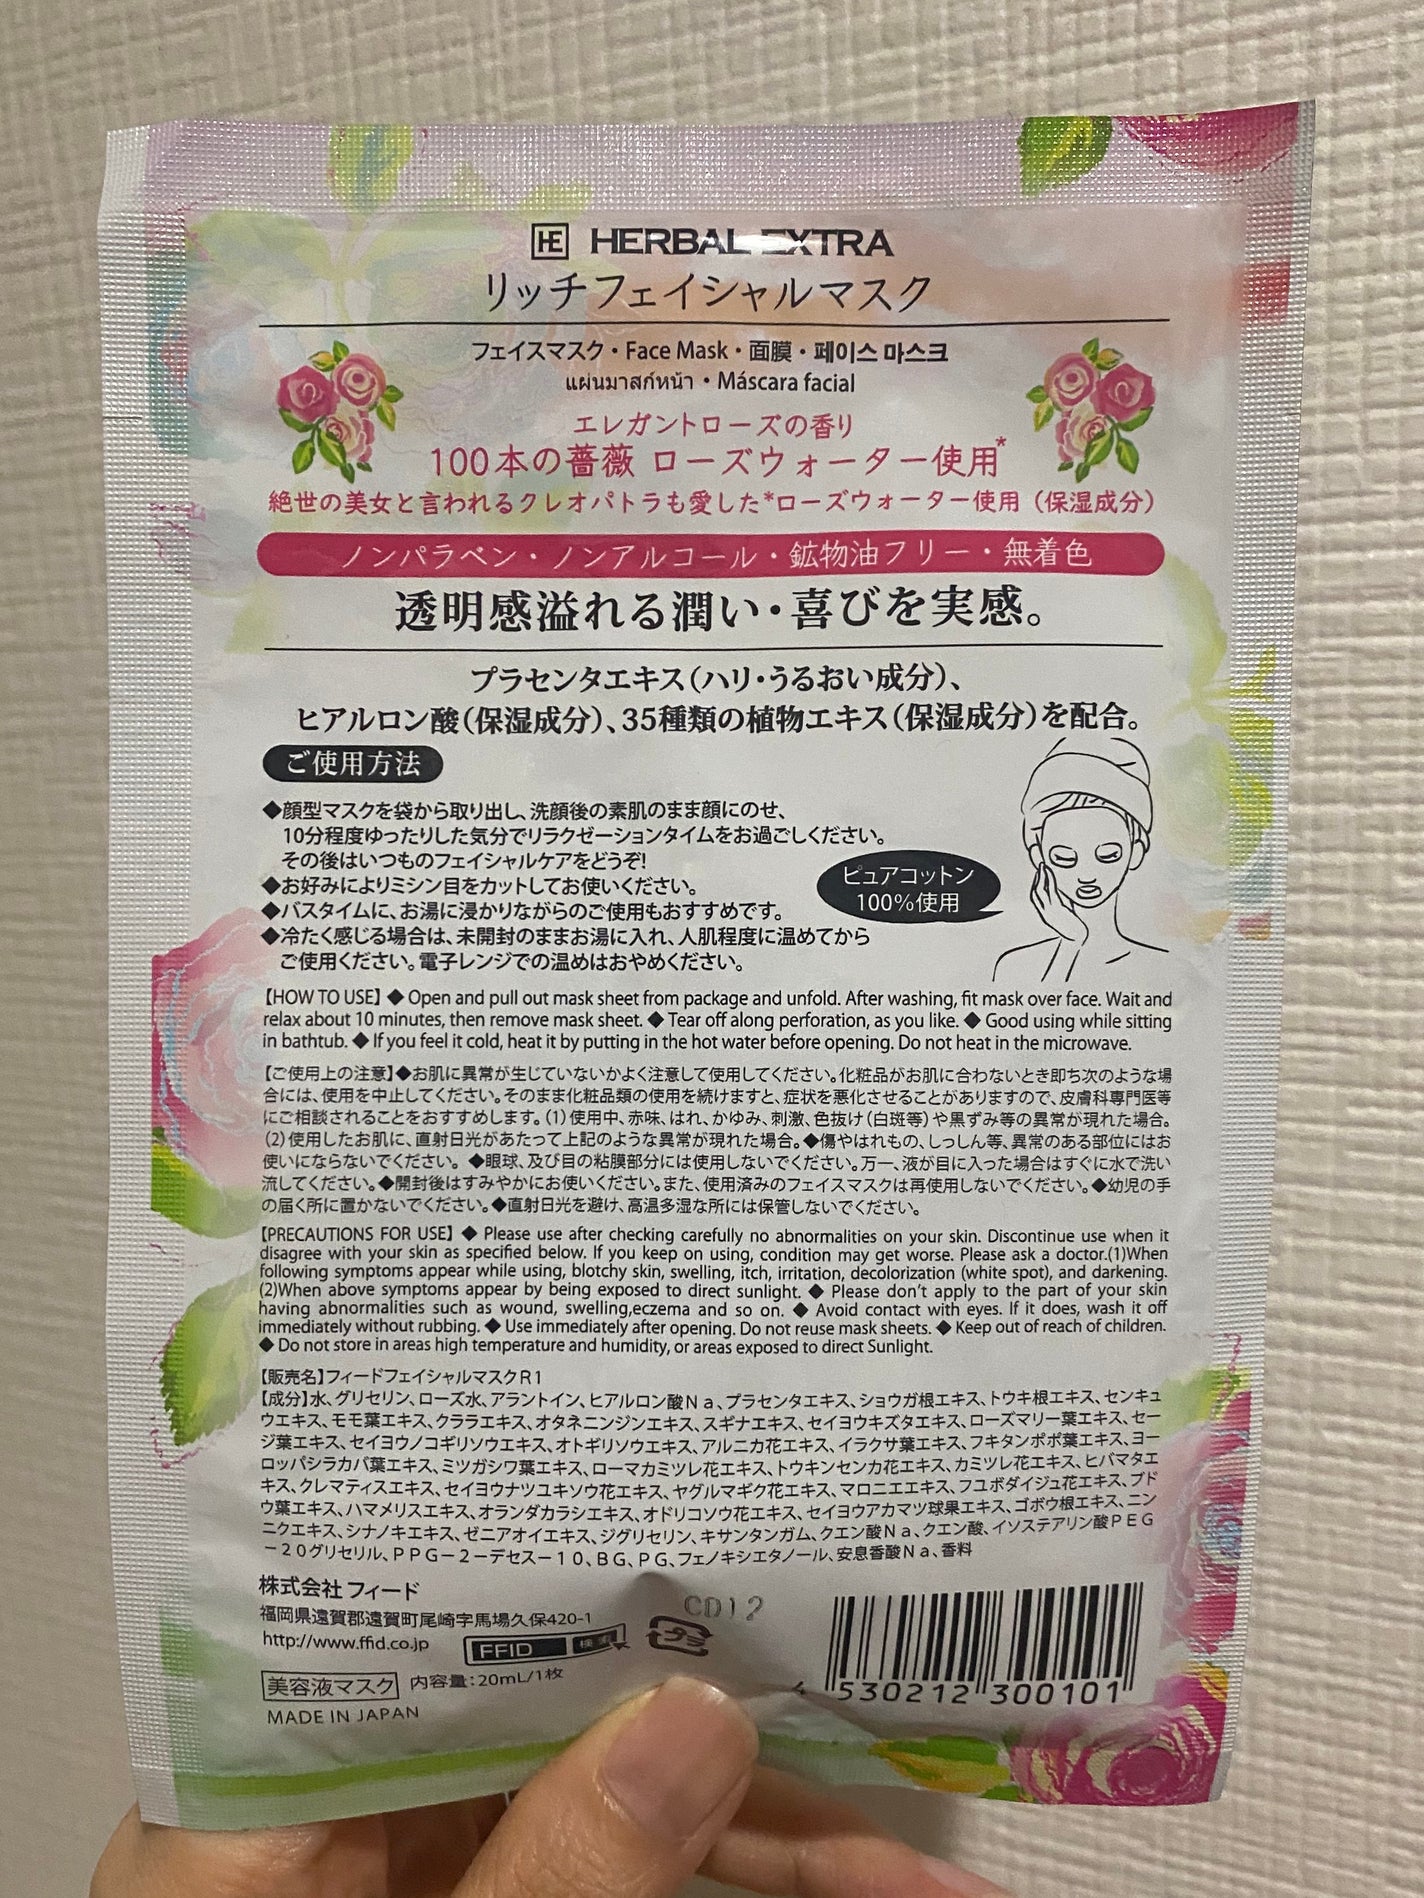 HE HERBAL EXTRA
リッチフェイシャルマスク
フェイスマスク・Face Mask・面膜・페이스 마스크
แผ่นมาสก์หน้า・Máscara facial
エレガントローズの香り
100本の薔薇 ローズウォーター使用*
絶世の美女と言われるクレオパトラも愛した*ローズウォーター使用（保湿成分）
ノンパラベン・ノンアルコール・鉱物油フリー・無着色
透明感溢れる潤い・喜びを実感。
プラセンタエキス（ハリ・うるおい成分）、
ヒアルロン酸（保湿成分）、35種類の植物エキス（保湿成分）を配合。
ご使用方法
◆顔型マスクを袋から取り出し、洗顔後の素肌のまま顔にのせ、
10分程度ゆったりした気分でリラクゼーションタイムをお過ごしください。
その後はいつものフェイシャルケアをどうぞ!
◆お好みによりミシン目をカットしてお使いください。
◆バスタイムに、お湯に浸かりながらのご使用もおすすめです。
◆冷たく感じる場合は、未開封のままお湯に入れ、人肌程度に温めてから
ご使用ください。電子レンジでの温めはおやめください。
ピュアコットン
100%使用
【HOW TO USE】◆ Open and pull out mask sheet from package and unfold. After washing, fit mask over face. Wait and
relax about 10 minutes, then remove mask sheet. ◆ Tear off along perforation, as you like. ◆ Good using while sitting
in bathtub. ◆ If you feel it cold, heat it by putting in the hot water before opening. Do not heat in the microwave.
【ご使用上の注意】◆お肌に異常が生じていないかよく注意して使用してください。化粧品がお肌に合わないとき即ち次のような場
合には、使用を中止してください。そのまま化粧品類の使用を続けますと、症状を悪化させることがありますので、皮膚科専門医等
にご相談されることをおすすめします。（1）使用中、赤味、はれ、かゆみ、刺激、色抜け（白斑等）や黒ずみ等の異常が現れた場合。
（2）使用したお肌に、直射日光があたって上記のような異常が現れた場合。◆傷やはれもの、しっしん等、異常のある部位にはお
使いにならないでください。◆眼球、及び目の粘膜部分には使用しないでください。万一、液が目に入った場合はすぐに水で洗い
流してください。◆開封後はすみやかにお使いください。また、使用済みのフェイスマスクは再使用しないでください。◆幼児の手
の届く所に置かないでください。◆直射日光を避け、高温多湿な所には保管しないでください。
【PRECAUTIONS FOR USE】◆ Please use after checking carefully no abnormalities on your skin. Discontinue use when it
disagree with your skin as specified below. If you keep on using, condition may get worse. Please ask a doctor.(1)When
following symptoms appear while using, blotchy skin, swelling, itch, irritation, decolorization (white spot), and darkening.
(2)When above symptoms appear by being exposed to direct sunlight. ◆ Please don't apply to the part of your skin
having abnormalities such as wound, swelling,eczema and so on. ◆ Avoid contact with eyes. If it does, wash it off
immediately without rubbing. ◆ Use immediately after opening. Do not reuse mask sheets. ◆ Keep out of reach of children.
◆ Do not store in areas high temperature and humidity, or areas exposed to direct Sunlight.
【販売名】フィードフェイシャルマスクR1
【成分】水、グリセリン、ローズ水、アラントイン、ヒアルロン酸Na、プラセンタエキス、ショウガ根エキス、トウキ根エキス、センキュ
ウエキス、モモ葉エキス、クララエキス、オタネニンジンエキス、スギナエキス、セイヨウキズタエキス、ローズマリー葉エキス、セー
ジ葉エキス、セイヨウノコギリソウエキス、オトギリソウエキス、アルニカ花エキス、イラクサ葉エキス、フキタンポポ葉エキス、ヨー
ロッパシラカバ葉エキス、ミツガシワ葉エキス、ローマカミツレ花エキス、トウキンセンカ花エキス、カミツレ花エキス、ヒバマタエ
キス、クレマティスエキス、セイヨウナツユキソウ花エキス、ヤグルマギク花エキス、マロニエエキス、フユボダイジュ花エキス、ブド
ウ葉エキス、ハマメリスエキス、オランダカラシエキス、オドリコソウ花エキス、セイヨウアカマツ球果エキス、ゴボウ根エキス、ニン
ニクエキス、シナノキエキス、ゼニアオイエキス、ジグリセリン、キサンタンガム、クエン酸Na、クエン酸、イソステアリン酸PEG
－20グリセリル、PPG－2－デセス－10、BG、PG、フェノキシエタノール、安息香酸Na、香料
株式会社 フィード
福岡県遠賀郡遠賀町尾崎字馬場久保420-1
http://www.ffid.co.jp FFID 検索
CD12
プラ
美容液マスク 内容量：20mL/1枚
MADE IN JAPAN
4 530212 300101